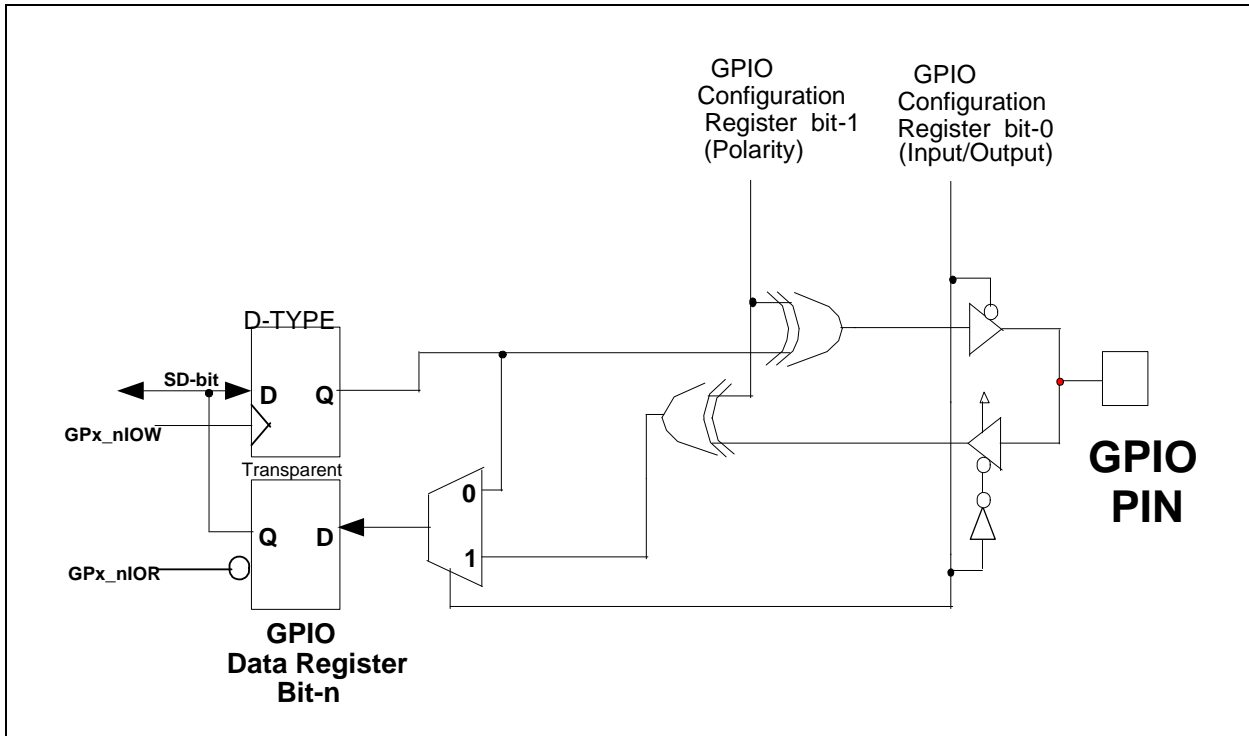 GPIO
Configuration
Register bit-1
(Polarity)
GPIO
Configuration
Register bit-0
(Input/Output)
D-TYPE
SD-bit
D
Q
GPx_nIOW
Transparent
0
Q
D
1
GPx_nIOR
GPIO
Data Register
Bit-n
GPIO
PIN